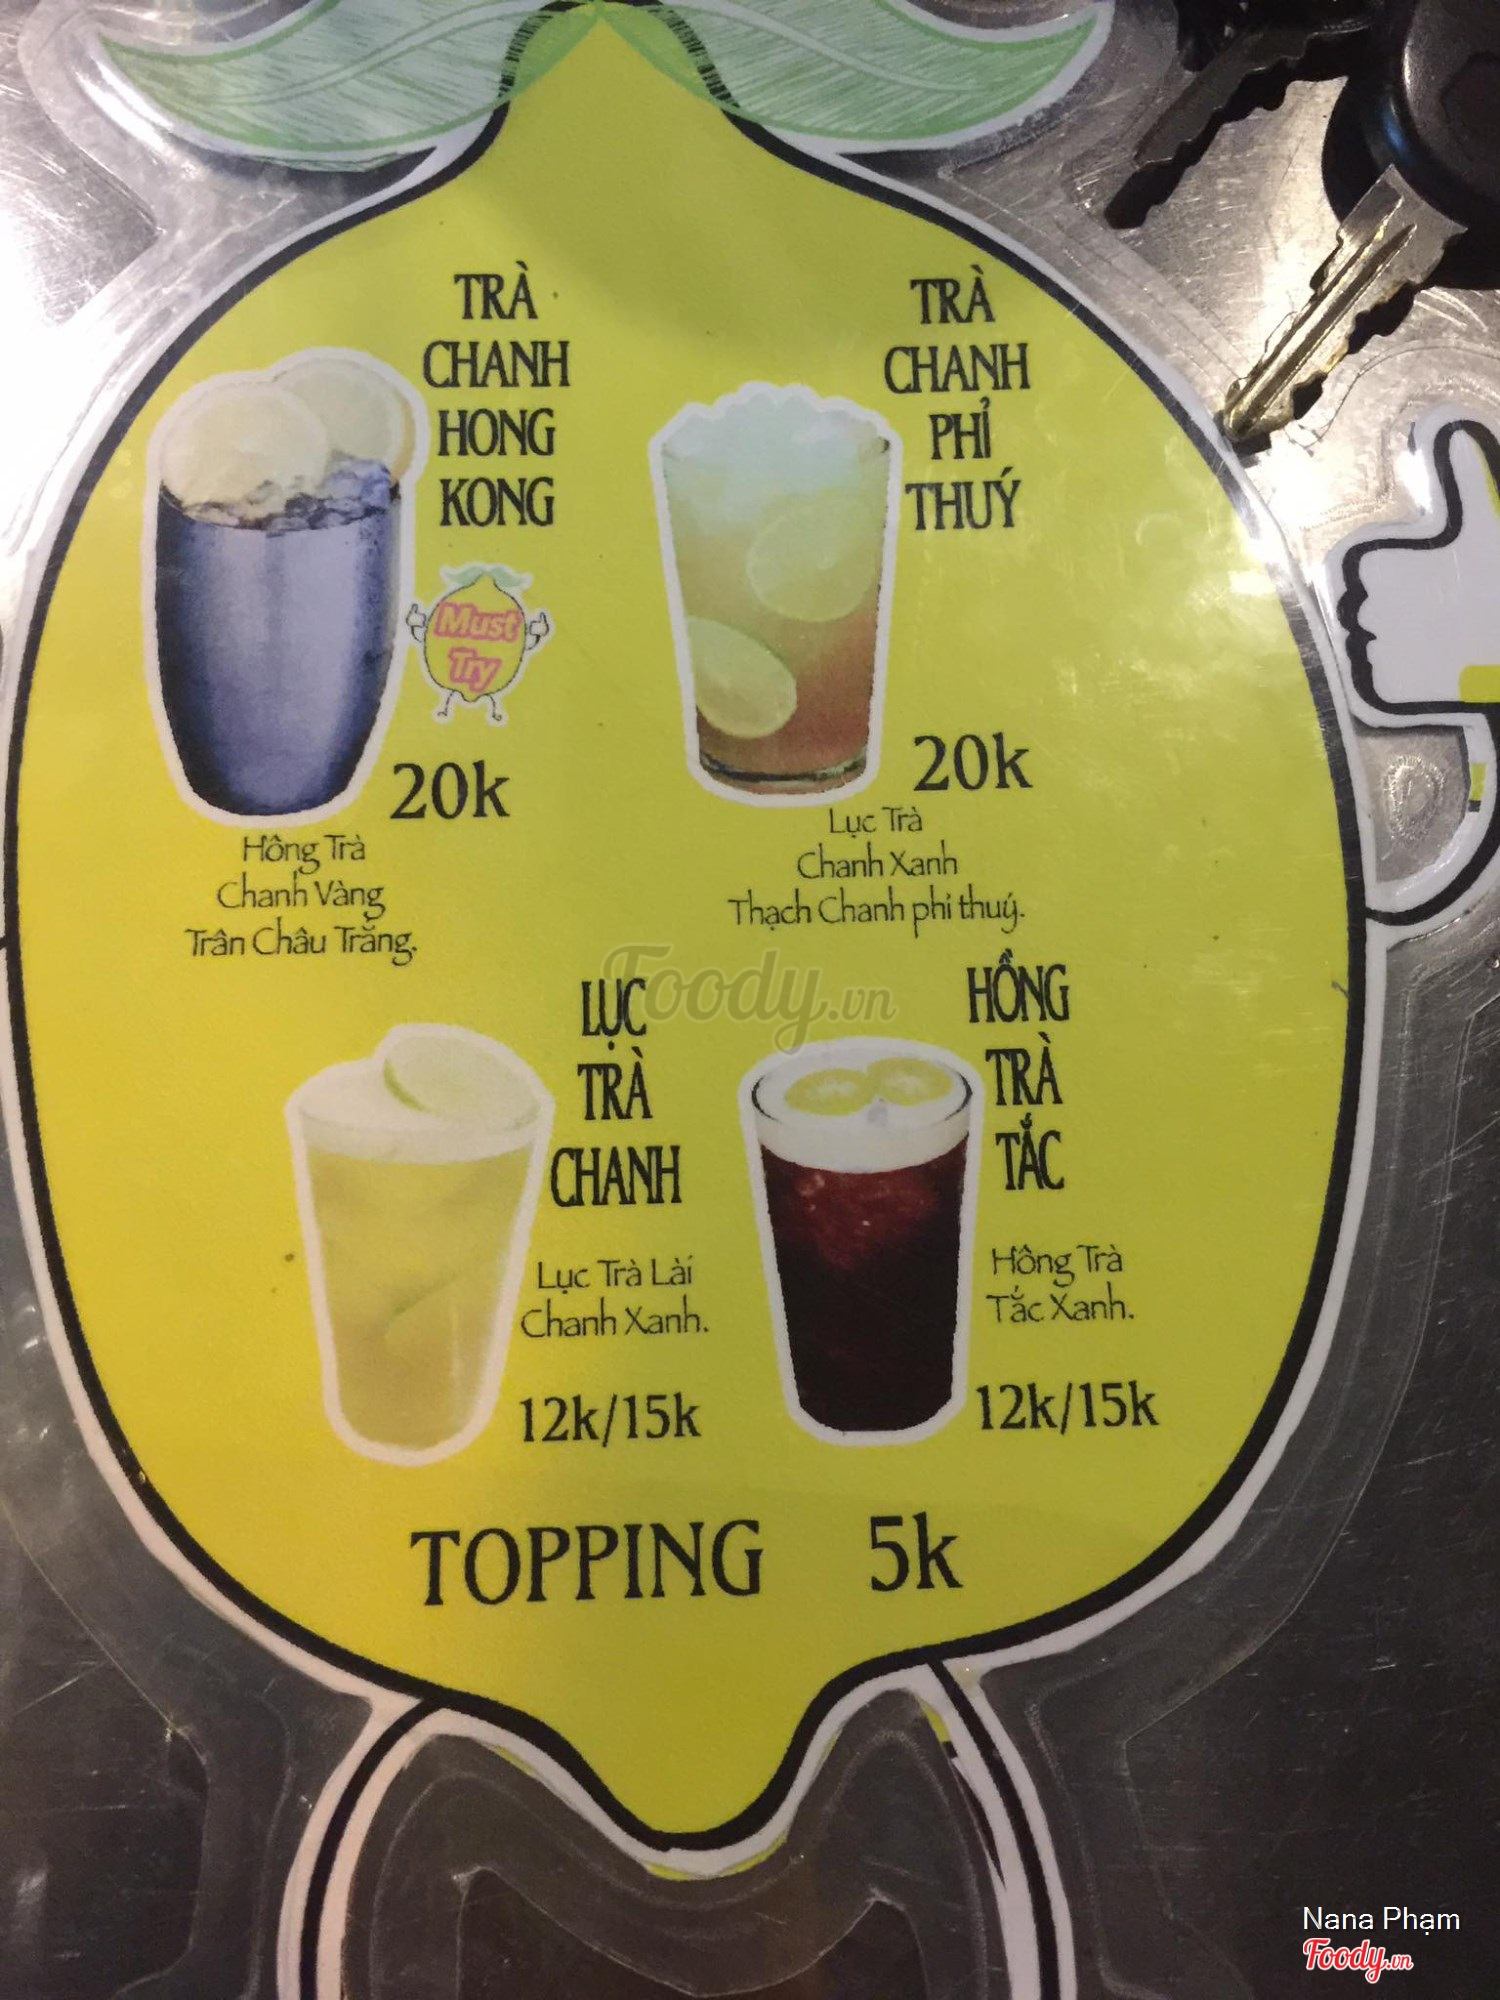 TRÀ
CHANH
HONG
KONG
Must
Try
20k
Hồng Trà
Chanh Vàng
Trân Châu Trắng.
TRÀ
CHANH
PHỈ
THUÝ
20k
Lục Trà
Chanh Xanh
Thạch Chanh phỉ thuý.
Foody.vn
LỤC
TRÀ
CHANH
Lục Trà Lài
Chanh Xanh.
12k/15k
HỒNG
TRÀ
TẮC
Hồng Trà
Tắc Xanh.
12k/15k
TOPPING 5k
Nana Phạm
Foody.vn